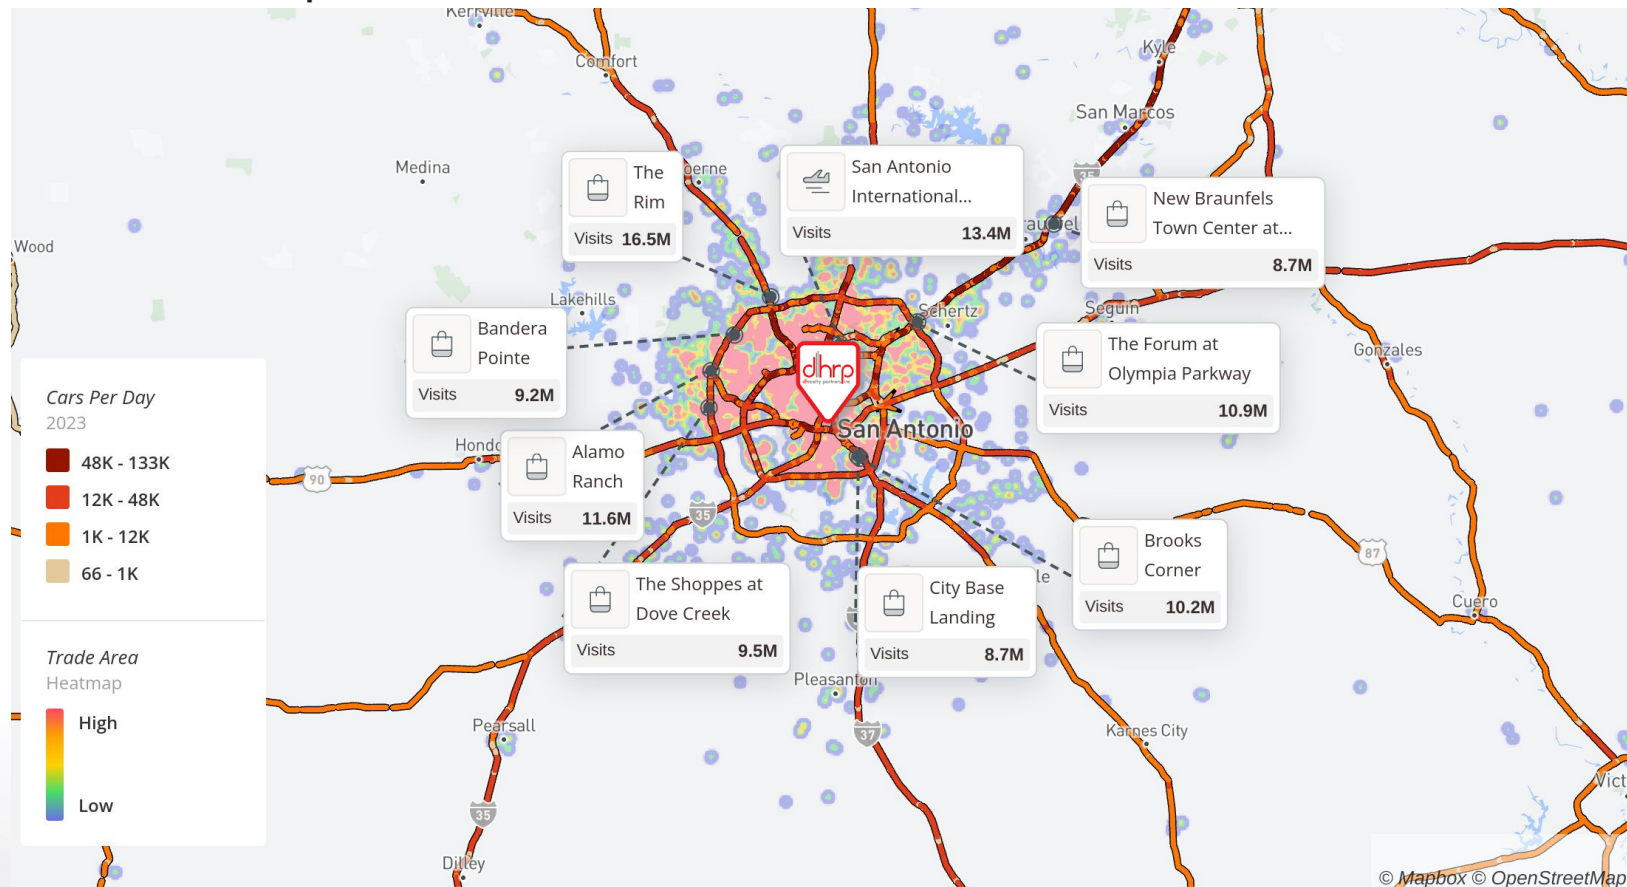 Kerrville
Comfort
Kyle
San Marcos
35
Medina
The
Rim
Visits 16.5M
San Antonio
International...
Visits 13.4M
New Braunfels
Town Center at...
Visits 8.7M
Wood
Lakehills
Schertz
Seguin
Bandera
Pointe
Visits 9.2M
The Forum at
Olympia Parkway
Visits 10.9M
Gonzales
dhrp
San Antonio
Cars Per Day
2023
48K - 133K
12K - 48K
1K - 12K
66 - 1K
90
Alamo
Ranch
Visits 11.6M
35
Brooks
Corner
Visits 10.2M
87
Cuero
The Shoppes at
Dove Creek
Visits 9.5M
City Base
Landing
Visits 8.7M
Trade Area
Heatmap
High
Low
Pleasanton
Pearsall
37
Karnes City
35
Dilley
Vict
© Mapbox © OpenStreetMap